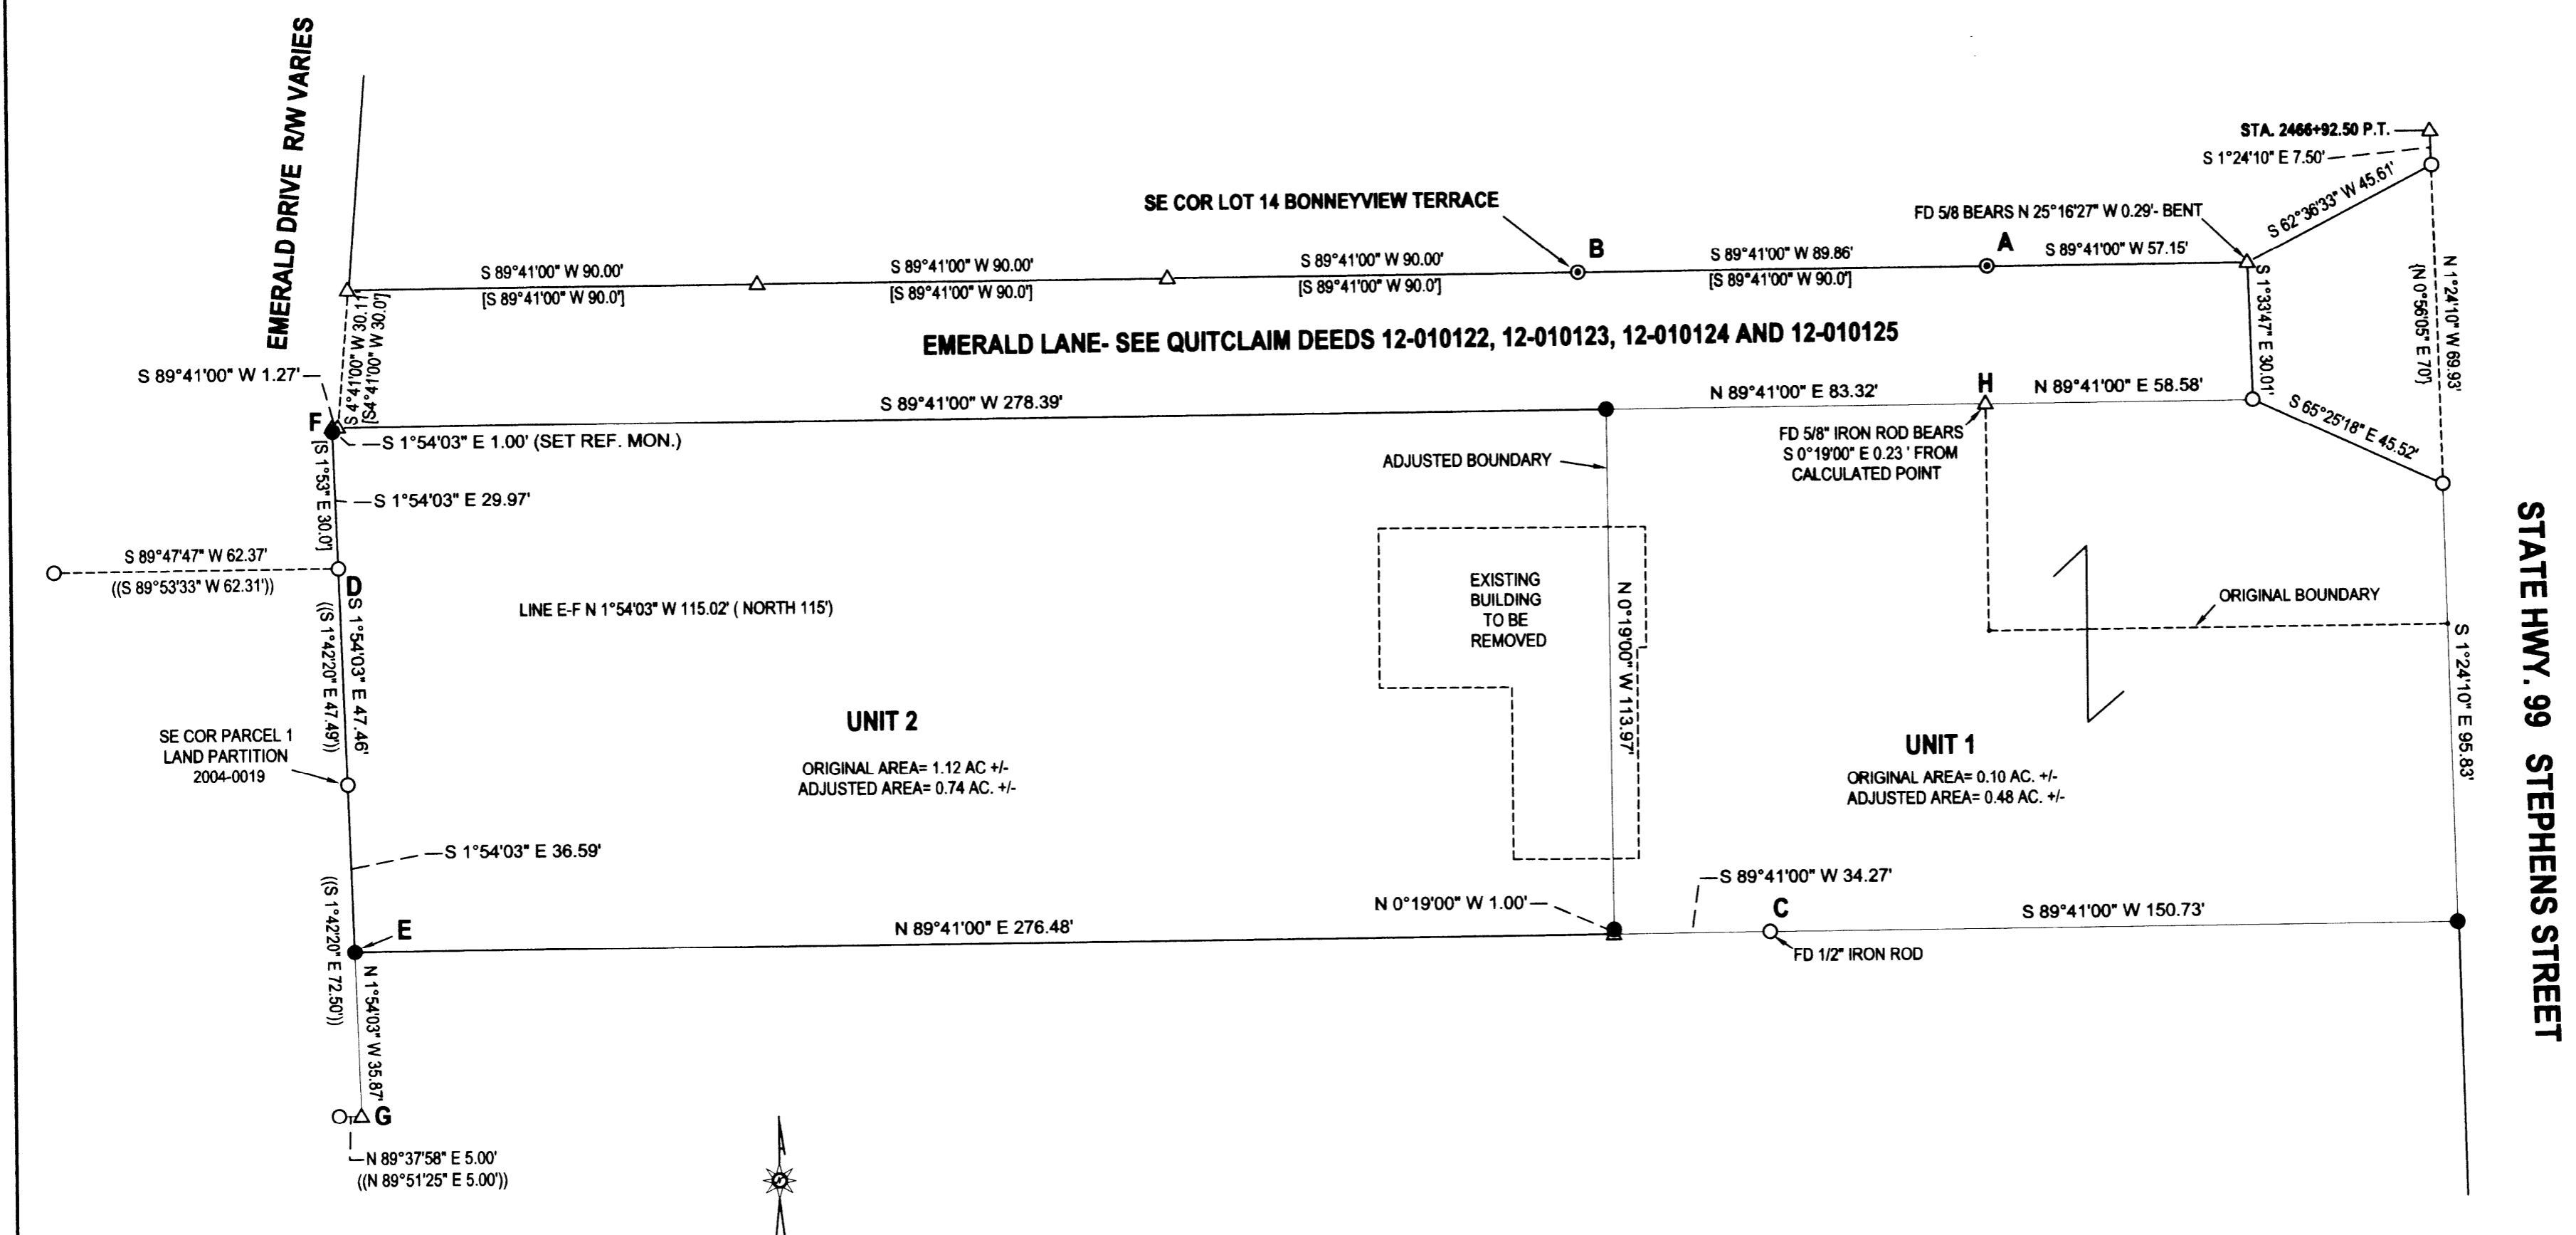 EMERALD DRIVE R/W VARIES
STA. 2466+92.50 P.T.
S 1°24'10" E 7.50'
S 62°36'33" W 45.61'
SE COR LOT 14 BONNEYVIEW TERRACE
FD 5/8 BEARS N 25°16'27" W 0.29'- BENT
B
A
S 89°41'00" W 90.00'
[S 89°41'00" W 90.0']
S 89°41'00" W 90.00'
[S 89°41'00" W 90.0']
S 89°41'00" W 90.00'
[S 89°41'00" W 90.0']
S 89°41'00" W 89.86'
[S 89°41'00" W 90.0']
S 89°41'00" W 57.15'
N 1°24'10" W 69.93'
{N 0°56'05" E 70'}
S 1°33'47" E 30.01'
S 4°41'00" W 30.11'
[S4°41'00" W 30.0']
EMERALD LANE- SEE QUITCLAIM DEEDS 12-010122, 12-010123, 12-010124 AND 12-010125
S 89°41'00" W 1.27'
S 89°41'00" W 278.39'
N 89°41'00" E 83.32'
H
N 89°41'00" E 58.58'
S 65°25'18" E 45.52'
F
S 1°54'03" E 1.00' (SET REF. MON.)
FD 5/8" IRON ROD BEARS
S 0°19'00" E 0.23 ' FROM
CALCULATED POINT
ADJUSTED BOUNDARY
[S 1°53" E 30.0']
S 1°54'03" E 29.97'
S 89°47'47" W 62.37'
((S 89°53'33" W 62.31'))
D
LINE E-F N 1°54'03" W 115.02' ( NORTH 115')
EXISTING
BUILDING
TO BE
REMOVED
N 0°19'00" W 113.97'
ORIGINAL BOUNDARY
STATE HWY. 99 STEPHENS STREET
S 1°54'03" E 47.46'
((S 1°42'20" E 47.49'))
S 1°24'10" E 95.83'
SE COR PARCEL 1
LAND PARTITION
2004-0019
UNIT 2
ORIGINAL AREA= 1.12 AC +/-
ADJUSTED AREA= 0.74 AC. +/-
UNIT 1
ORIGINAL AREA= 0.10 AC. +/-
ADJUSTED AREA= 0.48 AC. +/-
S 1°54'03" E 36.59'
((S 1°42'20" E 72.50'))
S 89°41'00" W 34.27'
N 0°19'00" W 1.00'
C
S 89°41'00" W 150.73'
E
N 89°41'00" E 276.48'
FD 1/2" IRON ROD
N 1°54'03" W 35.87'
G
N 89°37'58" E 5.00'
((N 89°51'25" E 5.00'))